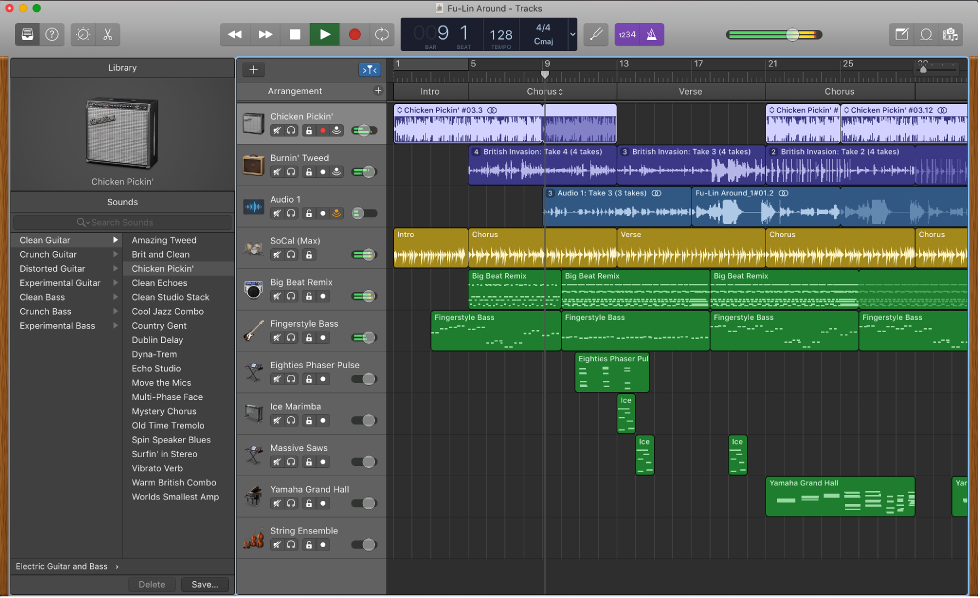 Fu-Lin Around - Tracks
9 1
BAR BEAT
128
TEMPO
4/4
Cmaj
1234
Library
Chicken Pickin'
Sounds
Search Sounds
Clean Guitar
Crunch Guitar
Distorted Guitar
Experimental Guitar
Clean Bass
Crunch Bass
Experimental Bass
Amazing Tweed
Brit and Clean
Chicken Pickin'
Clean Echoes
Clean Studio Stack
Cool Jazz Combo
Country Gent
Dublin Delay
Dyna-Trem
Echo Studio
Move the Mics
Multi-Phase Face
Mystery Chorus
Old Time Tremolo
Spin Speaker Blues
Surfin' in Stereo
Vibrato Verb
Warm British Combo
Worlds Smallest Amp
Electric Guitar and Bass
Delete Save...
1 5 9 13 17 21 25
Arrangement
Intro Chorus Verse Chorus
Chicken Pickin'
Chicken Pickin' #03.3
Chicken Pickin' #
Chicken Pickin' #03.12
Burnin' Tweed
4 British Invasion: Take 4 (4 takes)
3 British Invasion: Take 3 (4 takes)
2 British Invasion: Take 2 (4 takes)
Audio 1
3 Audio 1: Take 3 (3 takes)
Fu-Lin Around_1#01.2
SoCal (Max)
Intro Chorus Verse Chorus Chorus
Big Beat Remix
Big Beat Remix Big Beat Remix Big Beat Remix
Fingerstyle Bass
Fingerstyle Bass Fingerstyle Bass Fingerstyle Bass Fingerstyle Bass
Eighties Phaser Pulse
Eighties Phaser Pul
Ice Marimba
Ice
Massive Saws
Ice Ice
Yamaha Grand Hall
Yamaha Grand Hall Yar
String Ensemble